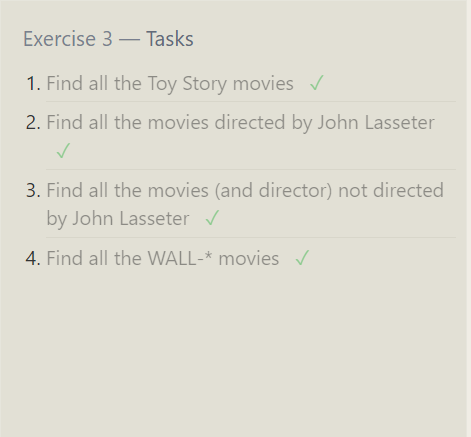 Exercise 3 — Tasks
1. Find all the Toy Story movies ✓
2. Find all the movies directed by John Lasseter
✓
3. Find all the movies (and director) not directed
by John Lasseter ✓
4. Find all the WALL-* movies ✓